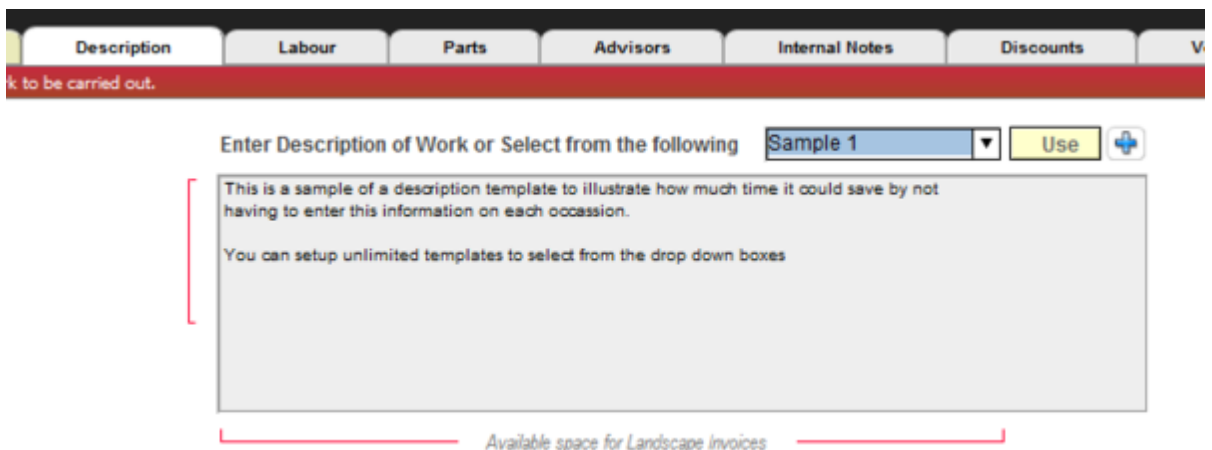 Description Labour Parts Advisors Internal Notes Discounts
to be carried out.
Enter Description of Work or Select from the following Sample 1 Use
This is a sample of a description template to illustrate how much time it could save by not
having to enter this information on each occassion.
You can setup unlimited templates to select from the drop down boxes
Available space for Landscape Invoices